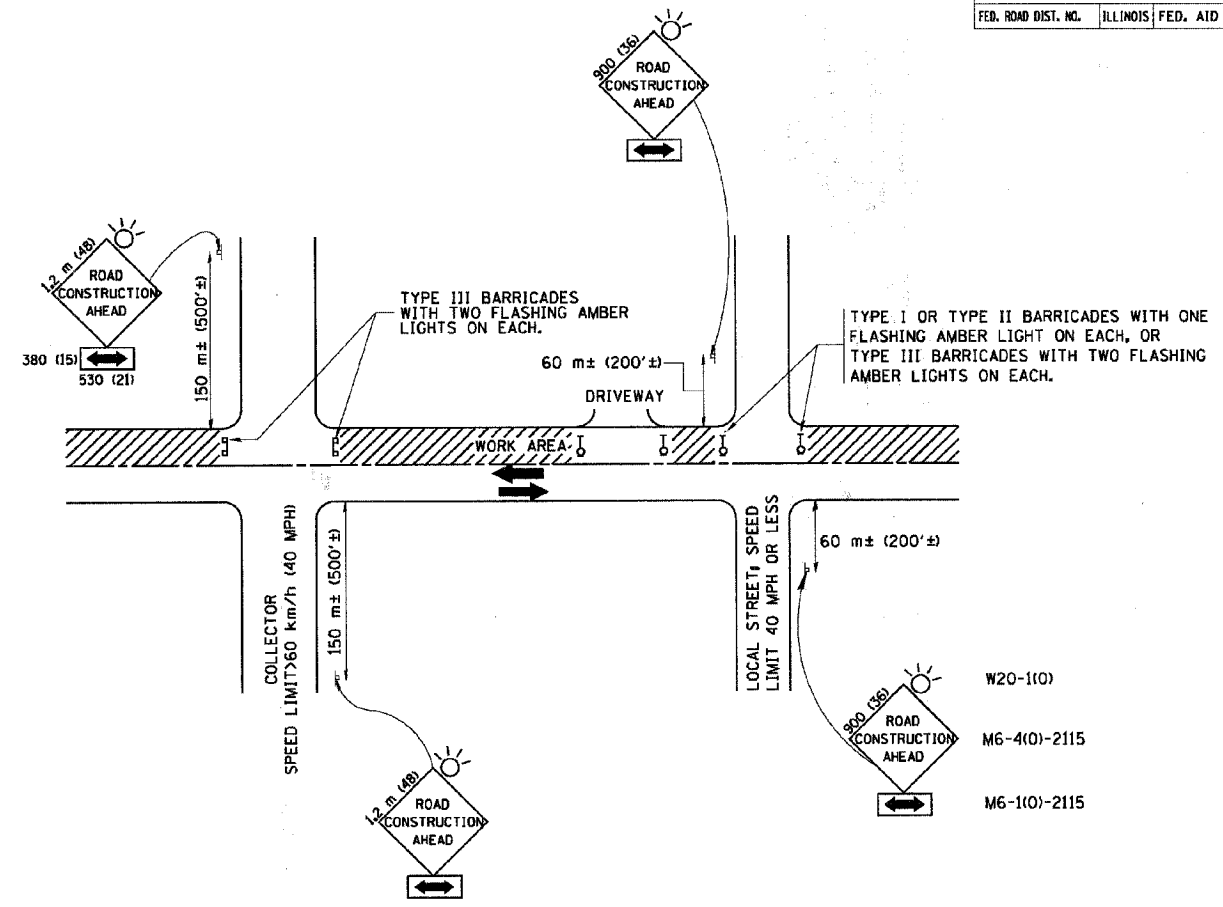 FED. ROAD DIST. NO. ILLINOIS FED. AID
900 (36)
ROAD
CONSTRUCTION
AHEAD
1.2 m (48)
ROAD
CONSTRUCTION
AHEAD
380 (15)
530 (21)
150 m± (500'±)
TYPE III BARRICADES
WITH TWO FLASHING AMBER
LIGHTS ON EACH.
60 m± (200'±)
DRIVEWAY
TYPE I OR TYPE II BARRICADES WITH ONE
FLASHING AMBER LIGHT ON EACH, OR
TYPE III BARRICADES WITH TWO FLASHING
AMBER LIGHTS ON EACH.
WORK AREA
COLLECTOR
SPEED LIMIT>60 km/h (40 MPH)
150 m± (500'±)
LOCAL STREET; SPEED
LIMIT 40 MPH OR LESS
60 m± (200'±)
1.2 m (48)
ROAD
CONSTRUCTION
AHEAD
900 (36)
ROAD
CONSTRUCTION
AHEAD
W20-1(O)
M6-4(O)-2115
M6-1(O)-2115